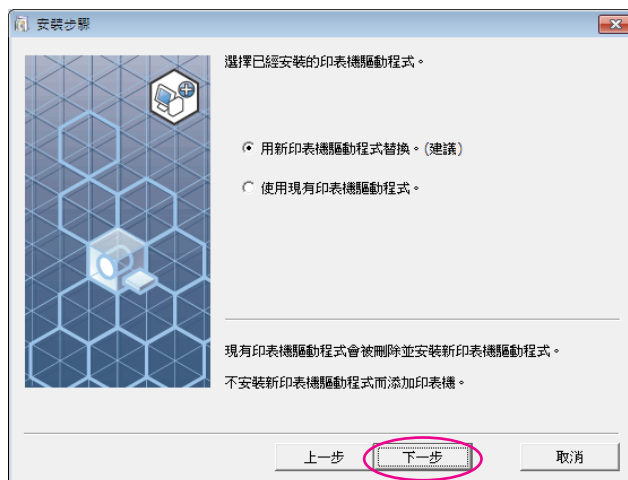 安裝步驟
選擇已經安裝的印表機驅動程式。
用新印表機驅動程式替換。(建議)
使用現有印表機驅動程式。
現有印表機驅動程式會被刪除並安裝新印表機驅動程式。
不安裝新印表機驅動程式而添加印表機。
上一步 下一步 取消